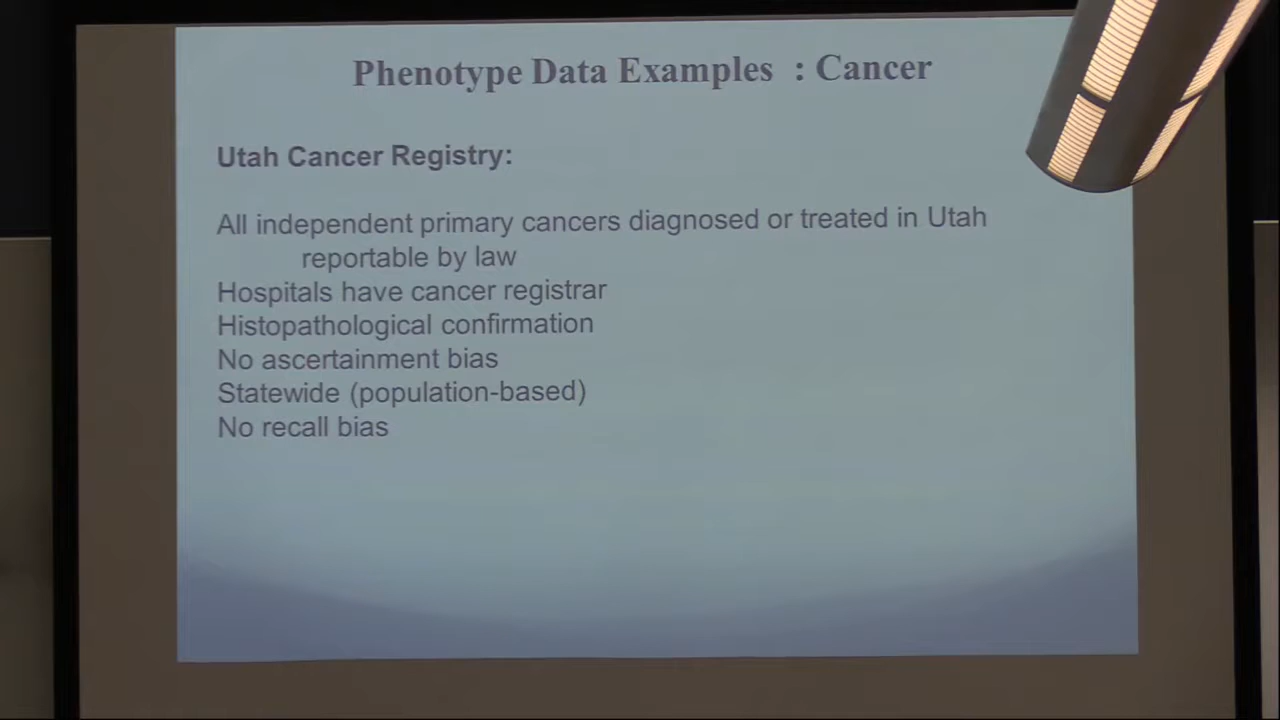 Phenotype Data Examples : Cancer
Utah Cancer Registry:
All independent primary cancers diagnosed or treated in Utah
reportable by law
Hospitals have cancer registrar
Histopathological confirmation
No ascertainment bias
Statewide (population-based)
No recall bias